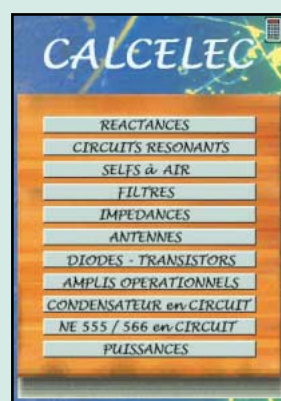 CALCELEC
REACTANCES
CIRCUITS RESONANTS
SELFS à AIR
FILTRES
IMPEDANCES
ANTENNES
DIODES - TRANSISTORS
AMPLIS OPERATIONNELS
CONDENSATEUR en CIRCUIT
NE 555 / 566 en CIRCUIT
PUISSANCES